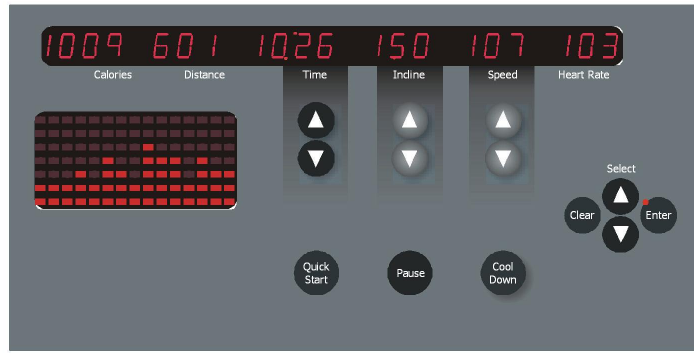 1009 601 10:26 150 107 103
Calories Distance Time Incline Speed Heart Rate
Select
Clear Enter
Quick Start Pause Cool Down